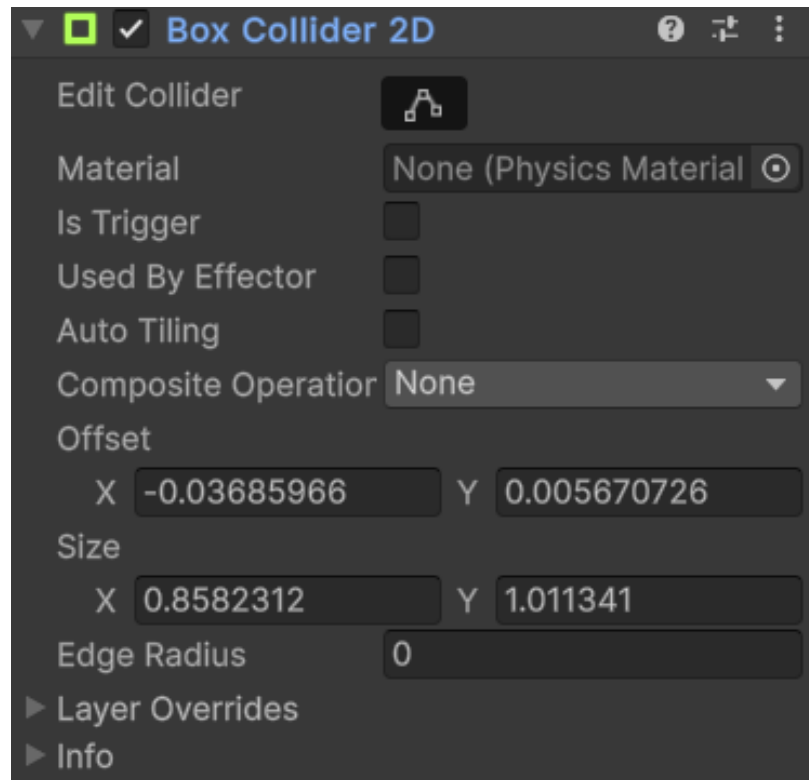 Box Collider 2D
Edit Collider
Material None (Physics Material
Is Trigger
Used By Effector
Auto Tiling
Composite Operation None
Offset
X -0.03685966 Y 0.005670726
Size
X 0.8582312 Y 1.011341
Edge Radius 0
Layer Overrides
Info